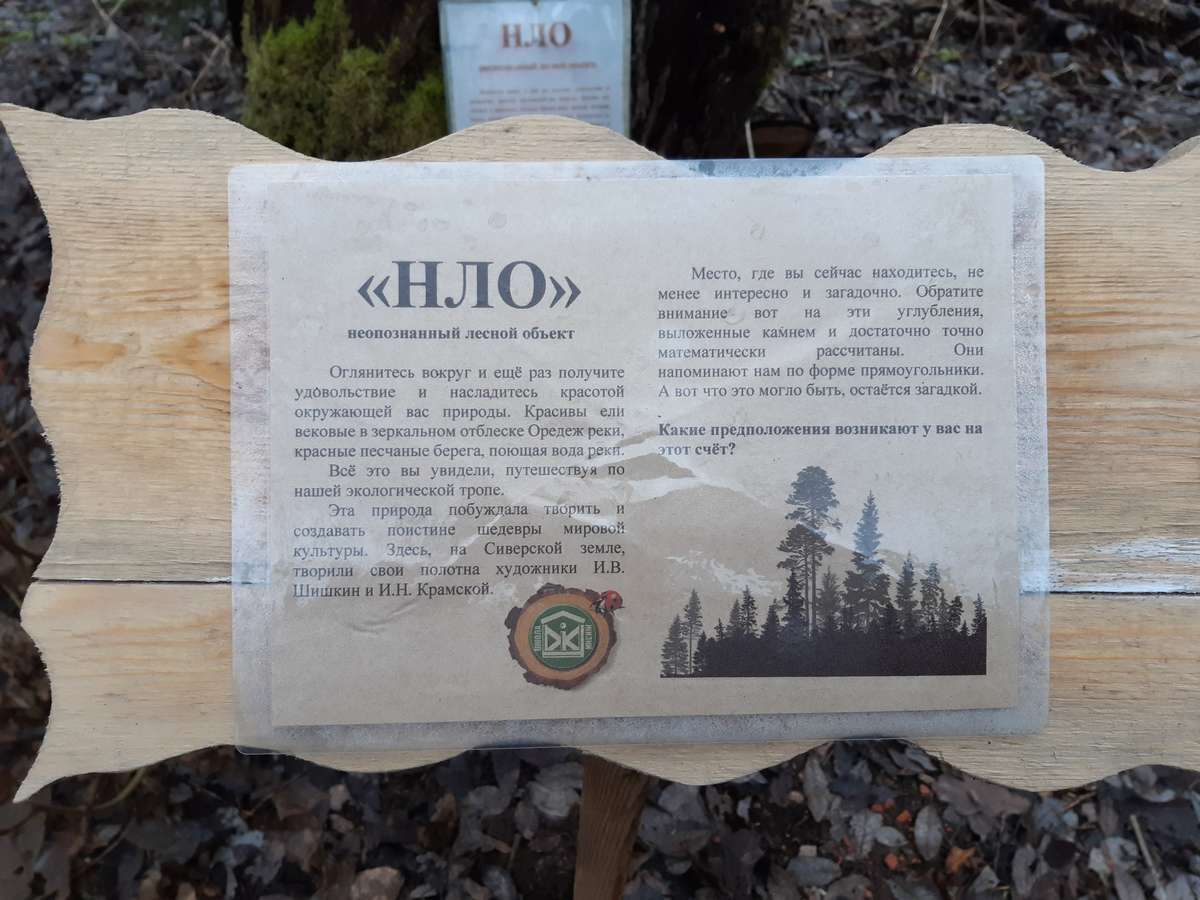 НЛО
«НЛО»
неопознанный лесной объект
Оглянитесь вокруг и ещё раз получите
удовольствие и насладитесь красотой
окружающей вас природы. Красивы ели
вековые в зеркальном отблеске Оредеж реки,
красные песчаные берега, поющая вода реки.
Всё это вы увидели, путешествуя по
нашей экологической тропе.
Эта природа побуждала творить и
создавать поистине шедевры мировой
культуры. Здесь, на Сиверской земле,
творили свои полотна художники И.В.
Шишкин и И.Н. Крамской.
Место, где вы сейчас находитесь, не
менее интересно и загадочно. Обратите
внимание вот на эти углубления,
выложенные камнем и достаточно точно
математически рассчитаны. Они
напоминают нам по форме прямоугольники.
А вот что это могло быть, остаётся загадкой.
Какие предположения возникают у вас на
этот счёт?
ШКОЛА